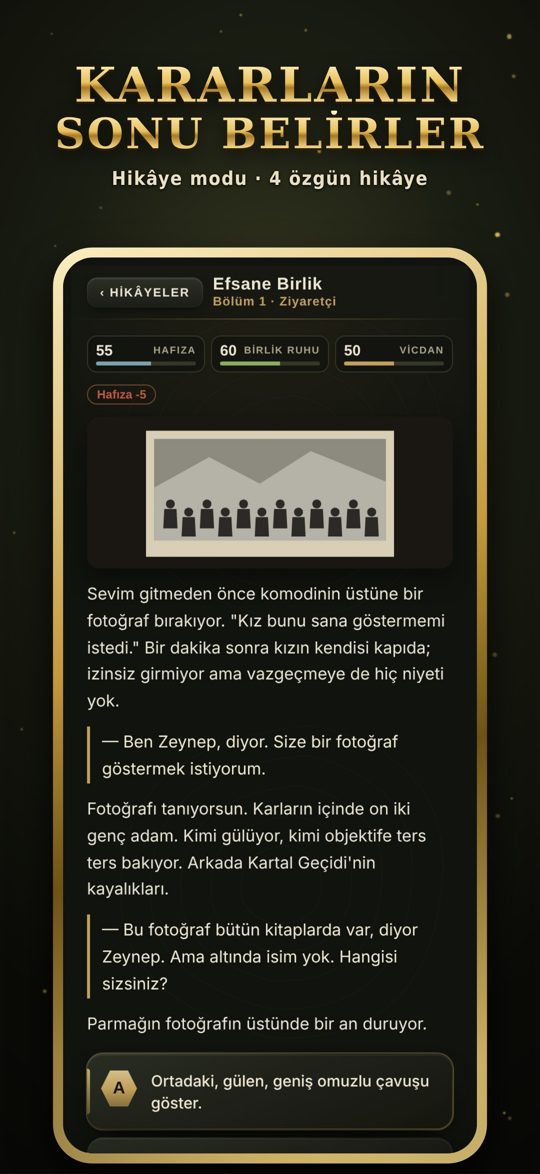 KARARLARIN
SONU BELİRLER
Hikâye modu · 4 özgün hikâye
‹ HİKÂYELER
Efsane Birlik
Bölüm 1 · Ziyaretçi
55 HAFIZA
60 BİRLİK RUHU
50 VİCDAN
Hafıza -5
Sevim gitmeden önce komodinin üstüne bir
fotoğraf bırakıyor. "Kız bunu sana göstermemi
istedi." Bir dakika sonra kızın kendisi kapıda;
izinsiz girmiyor ama vazgeçmeye de hiç niyeti
yok.
— Ben Zeynep, diyor. Size bir fotoğraf
göstermek istiyorum.
Fotoğrafı tanıyorsun. Karların içinde on iki
genç adam. Kimi gülüyor, kimi objektife ters
ters bakıyor. Arkada Kartal Geçidi'nin
kayalıkları.
— Bu fotoğraf bütün kitaplarda var, diyor
Zeynep. Ama altında isim yok. Hangisi
sizsiniz?
Parmağın fotoğrafın üstünde bir an duruyor.
A
Ortadaki, gülen, geniş omuzlu çavuşu
göster.